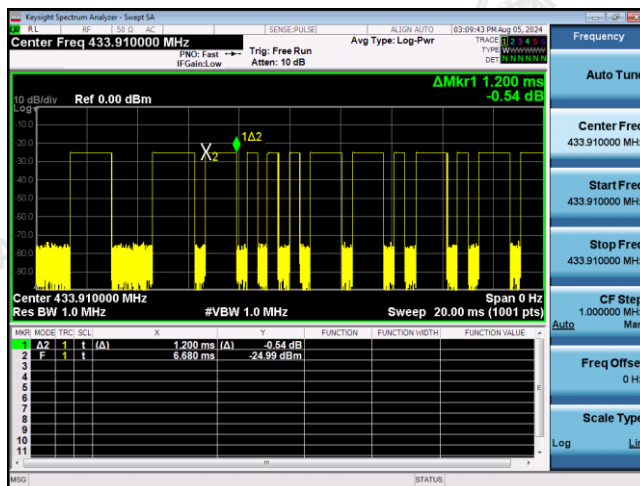 Keysight Spectrum Analyzer - Swept SA
RL RF 50 Ω AC SENSE:PULSE ALIGN AUTO 03:09:43 PM Aug 05, 2024
Center Freq 433.910000 MHz
PNO: Fast
IFGain:Low
Trig: Free Run
Atten: 10 dB
Avg Type: Log-Pwr
TRACE 1 2 3 4 5 6
TYPE WWWWWW
DET N N N N N N
ΔMkr1 1.200 ms
-0.54 dB
10 dB/div Ref 0.00 dBm
Log
-10.0
-20.0
-30.0
-40.0
-50.0
-60.0
-70.0
-80.0
-90.0
X2
1Δ2
Center 433.910000 MHz Span 0 Hz
Res BW 1.0 MHz #VBW 1.0 MHz Sweep 20.00 ms (1001 pts)
MKR MODE TRC SCL X Y FUNCTION FUNCTION WIDTH FUNCTION VALUE
1 Δ2 1 t (Δ) 1.200 ms (Δ) -0.54 dB
2 F 1 t 6.680 ms -24.99 dBm
3
4
5
6
7
8
9
10
11
MSG STATUS
Frequency
Auto Tune
Center Freq
433.910000 MHz
Start Freq
433.910000 MHz
Stop Freq
433.910000 MHz
CF Step
1.000000 MHz
Auto Man
Freq Offset
0 Hz
Scale Type
Log Lin